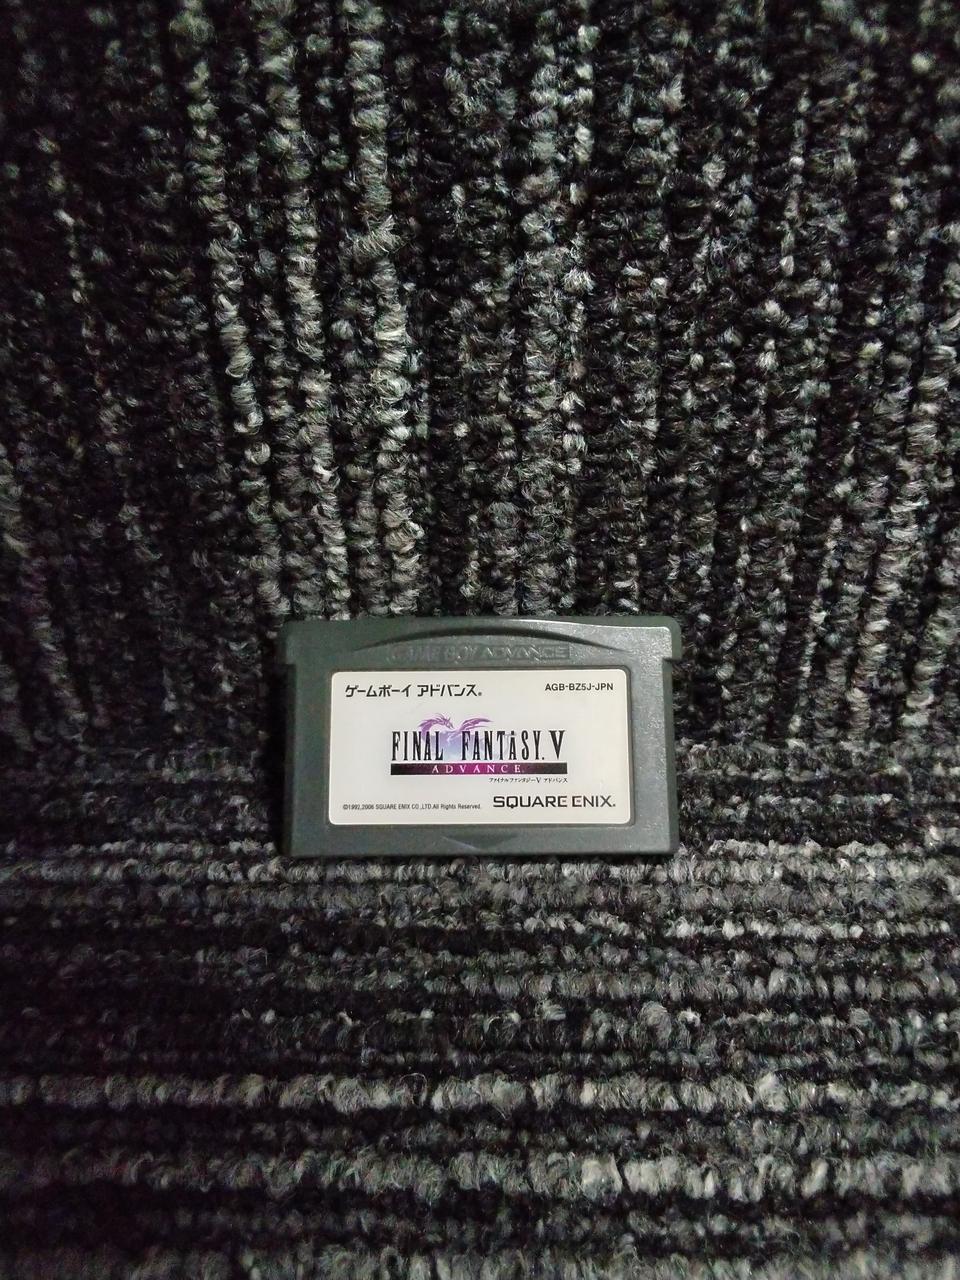 GAME BOY ADVANCE
ゲームボーイ アドバンス® AGB-BZ5J-JPN
FINAL FANTASY V
ADVANCE
ファイナルファンタジーV アドバンス
©1992,2006 SQUARE ENIX CO.,LTD.All Rights Reserved. SQUARE ENIX.